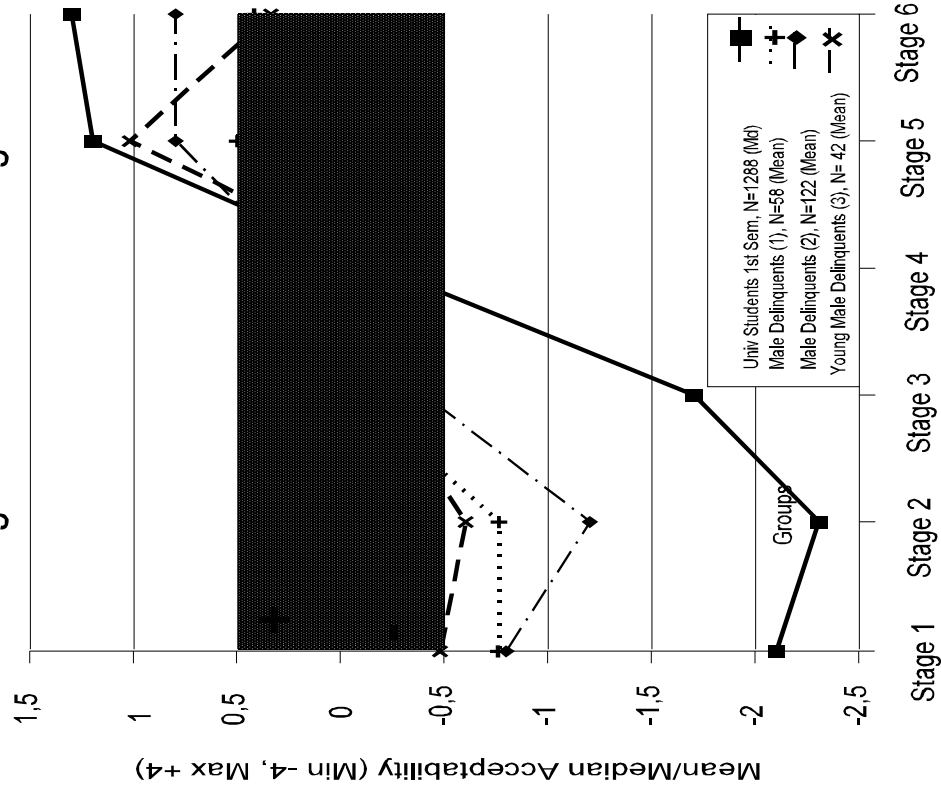 g
g
1,5
1
0,5
0
-0,5
-1
-1,5
-2
-2,5
Mean/Median Acceptability (Min -4, Max +4)
+
-
Groups
Stage 1
Stage 2
Stage 3
Stage 4
Stage 5
Stage 6
Univ Students 1st Sem, N=1288 (Md)
Male Delinquents (1), N=58 (Mean)
Male Delinquents (2), N=122 (Mean)
Young Male Delinquents (3), N= 42 (Mean)